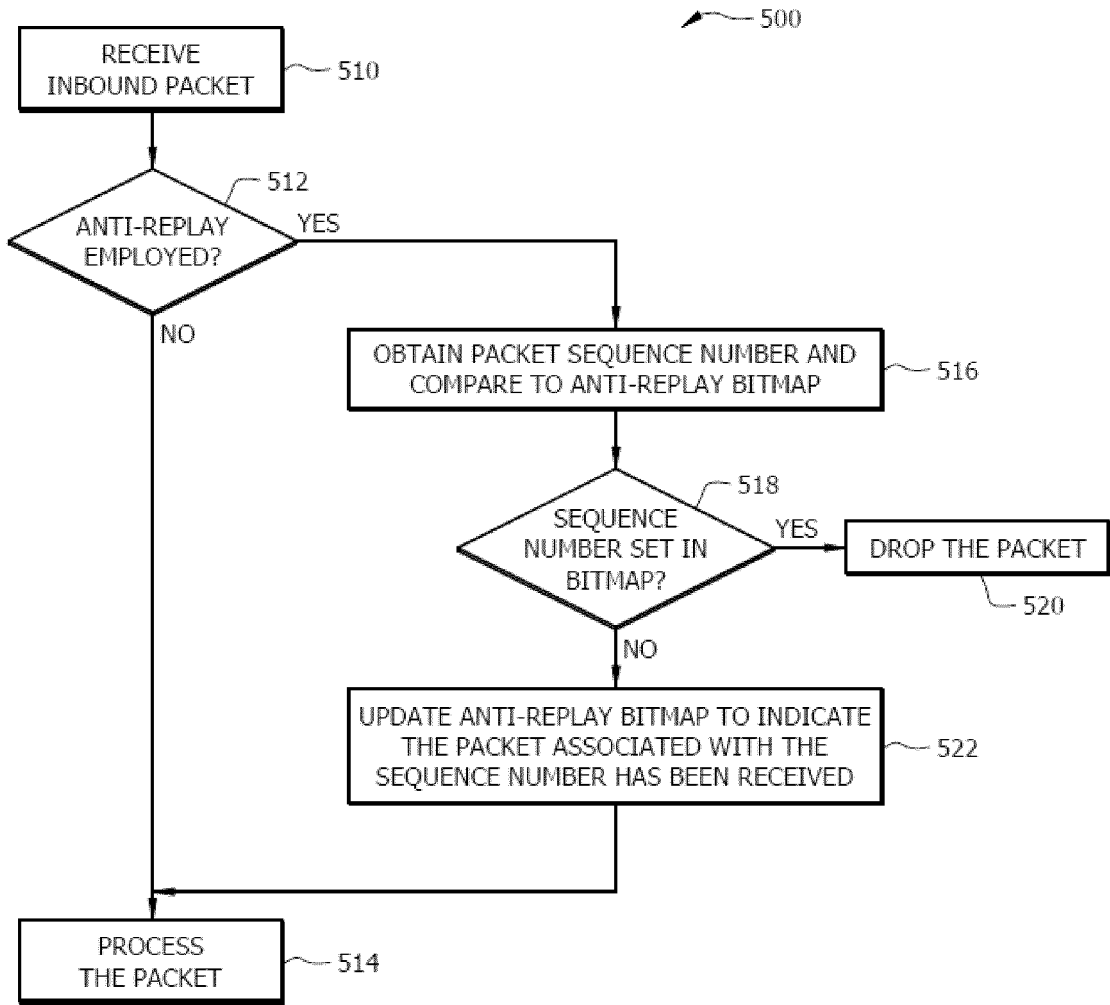 500
RECEIVE
INBOUND PACKET
510
512
ANTI-REPLAY
EMPLOYED?
YES
NO
OBTAIN PACKET SEQUENCE NUMBER AND
COMPARE TO ANTI-REPLAY BITMAP
516
518
SEQUENCE
NUMBER SET IN
BITMAP?
YES
DROP THE PACKET
520
NO
UPDATE ANTI-REPLAY BITMAP TO INDICATE
THE PACKET ASSOCIATED WITH THE
SEQUENCE NUMBER HAS BEEN RECEIVED
522
PROCESS
THE PACKET
514